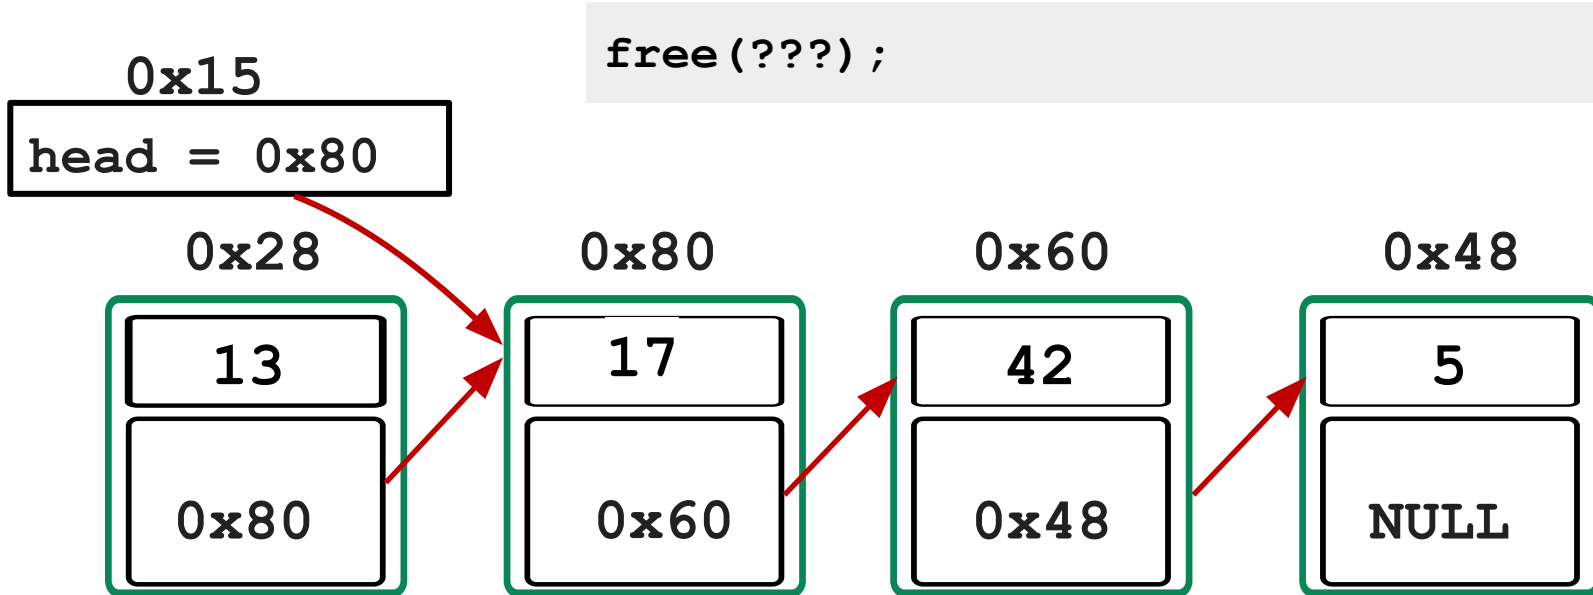 free(???);
0x15
head = 0x80
0x28 0x80 0x60 0x48
13 17 42 5
0x80 0x60 0x48 NULL